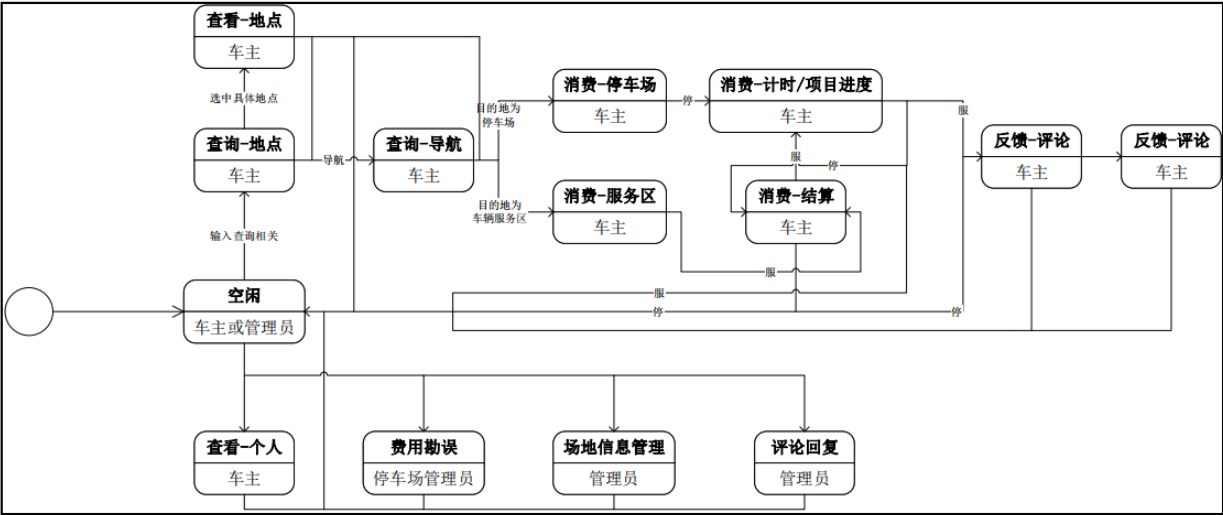 查看-地点
车主
选中具体地点
查询-地点
车主
导航
查询-导航
车主
目的地为
停车场
目的地为
车辆服务区
消费-停车场
车主
停
消费-计时/项目进度
车主
服
服
停
消费-服务区
车主
消费-结算
车主
服
反馈-评论
车主
反馈-评论
车主
输入查询相关
空闲
车主或管理员
服
停
停
查看-个人
车主
费用勘误
停车场管理员
场地信息管理
管理员
评论回复
管理员